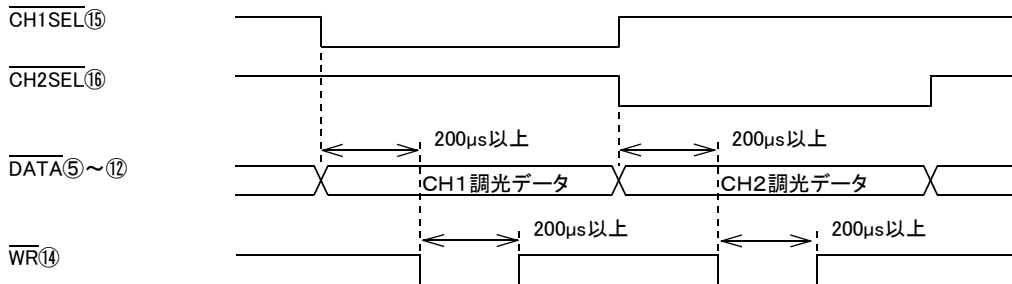 CH1SEL⑮
CH2SEL⑯
200μs以上 200μs以上
DATA⑤~⑫
CH1調光データ CH2調光データ
200μs以上 200μs以上
WR⑭